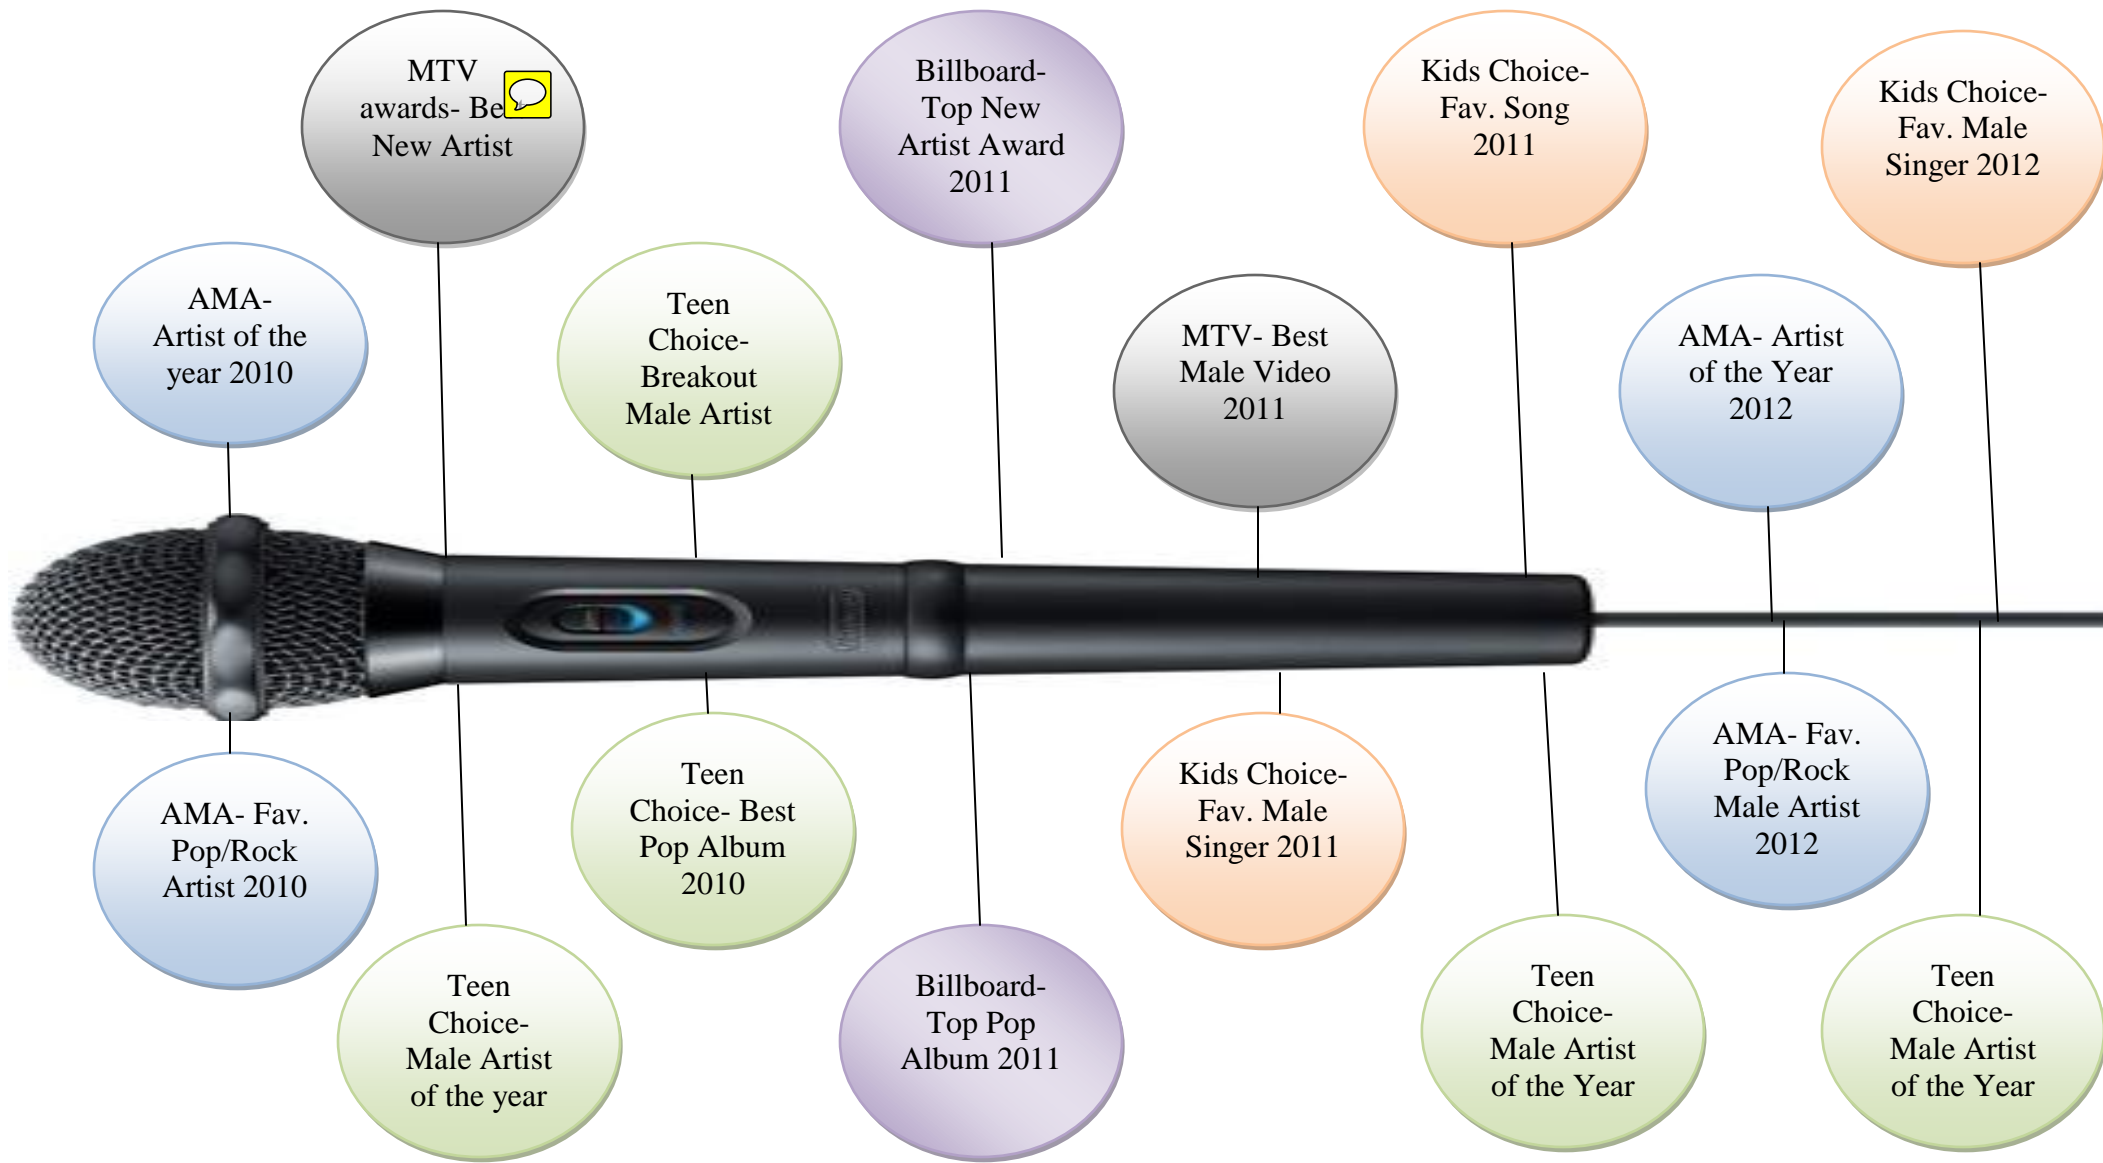 MTV
awards- Be
New Artist
Billboard-
Top New
Artist Award
2011
Kids Choice-
Fav. Song
2011
Kids Choice-
Fav. Male
Singer 2012
AMA-
Artist of the
year 2010
Teen
Choice-
Breakout
Male Artist
MTV- Best
Male Video
2011
AMA- Artist
of the Year
2012
AMA- Fav.
Pop/Rock
Artist 2010
Teen
Choice- Best
Pop Album
2010
Kids Choice-
Fav. Male
Singer 2011
AMA- Fav.
Pop/Rock
Male Artist
2012
Teen
Choice-
Male Artist
of the year
Billboard-
Top Pop
Album 2011
Teen
Choice-
Male Artist
of the Year
Teen
Choice-
Male Artist
of the Year